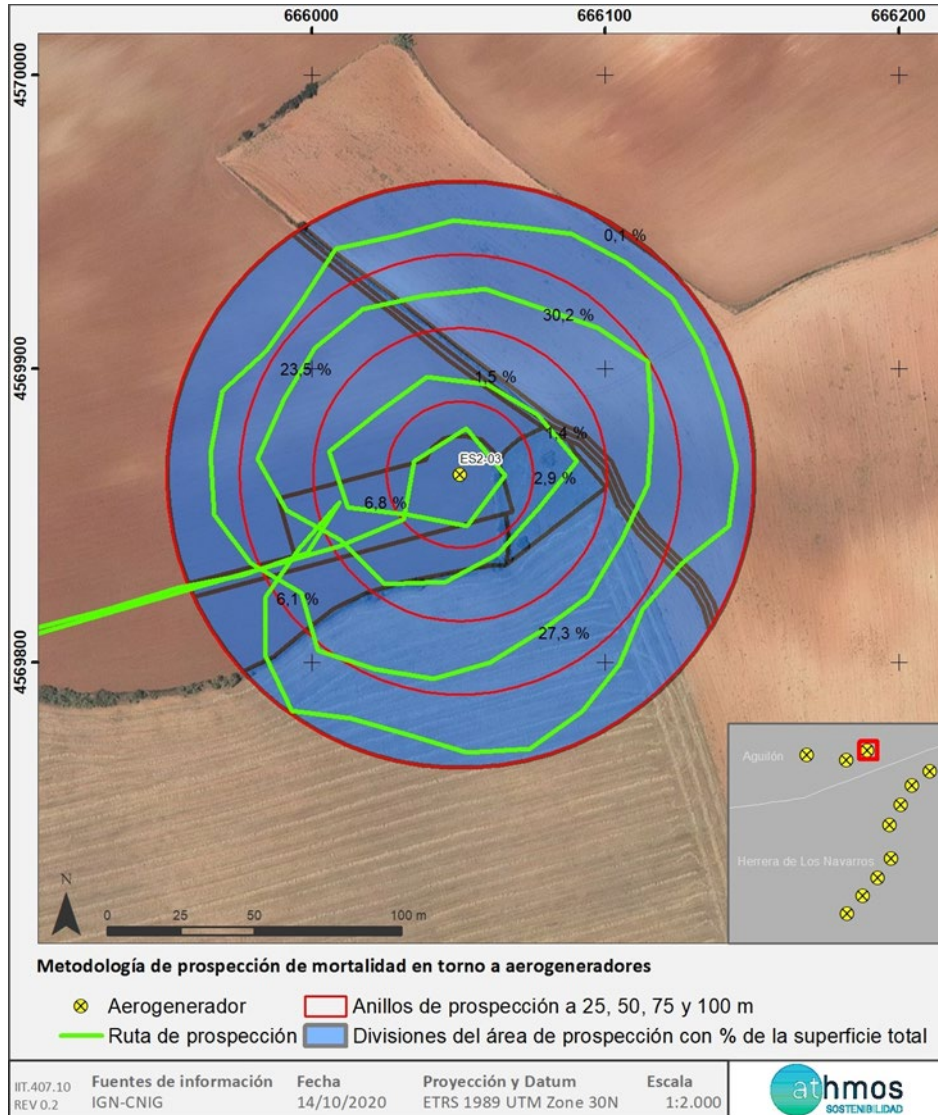 666000
666100
666200
4570000
4569900
4569800
0,1 %
30,2 %
23,5 %
1,5 %
1,4 %
ES2-03
2,9 %
6,8 %
6,1 %
27,3 %
N
0 25 50 100 m
Aguilón
Herrera de Los Navarros
Metodología de prospección de mortalidad en torno a aerogeneradores
Aerogenerador
Anillos de prospección a 25, 50, 75 y 100 m
Ruta de prospección
Divisiones del área de prospección con % de la superficie total
IIT.407.10
REV 0.2
Fuentes de información
IGN-CNIG
Fecha
14/10/2020
Proyección y Datum
ETRS 1989 UTM Zone 30N
Escala
1:2.000
athmos
SOSTENIBILIDAD